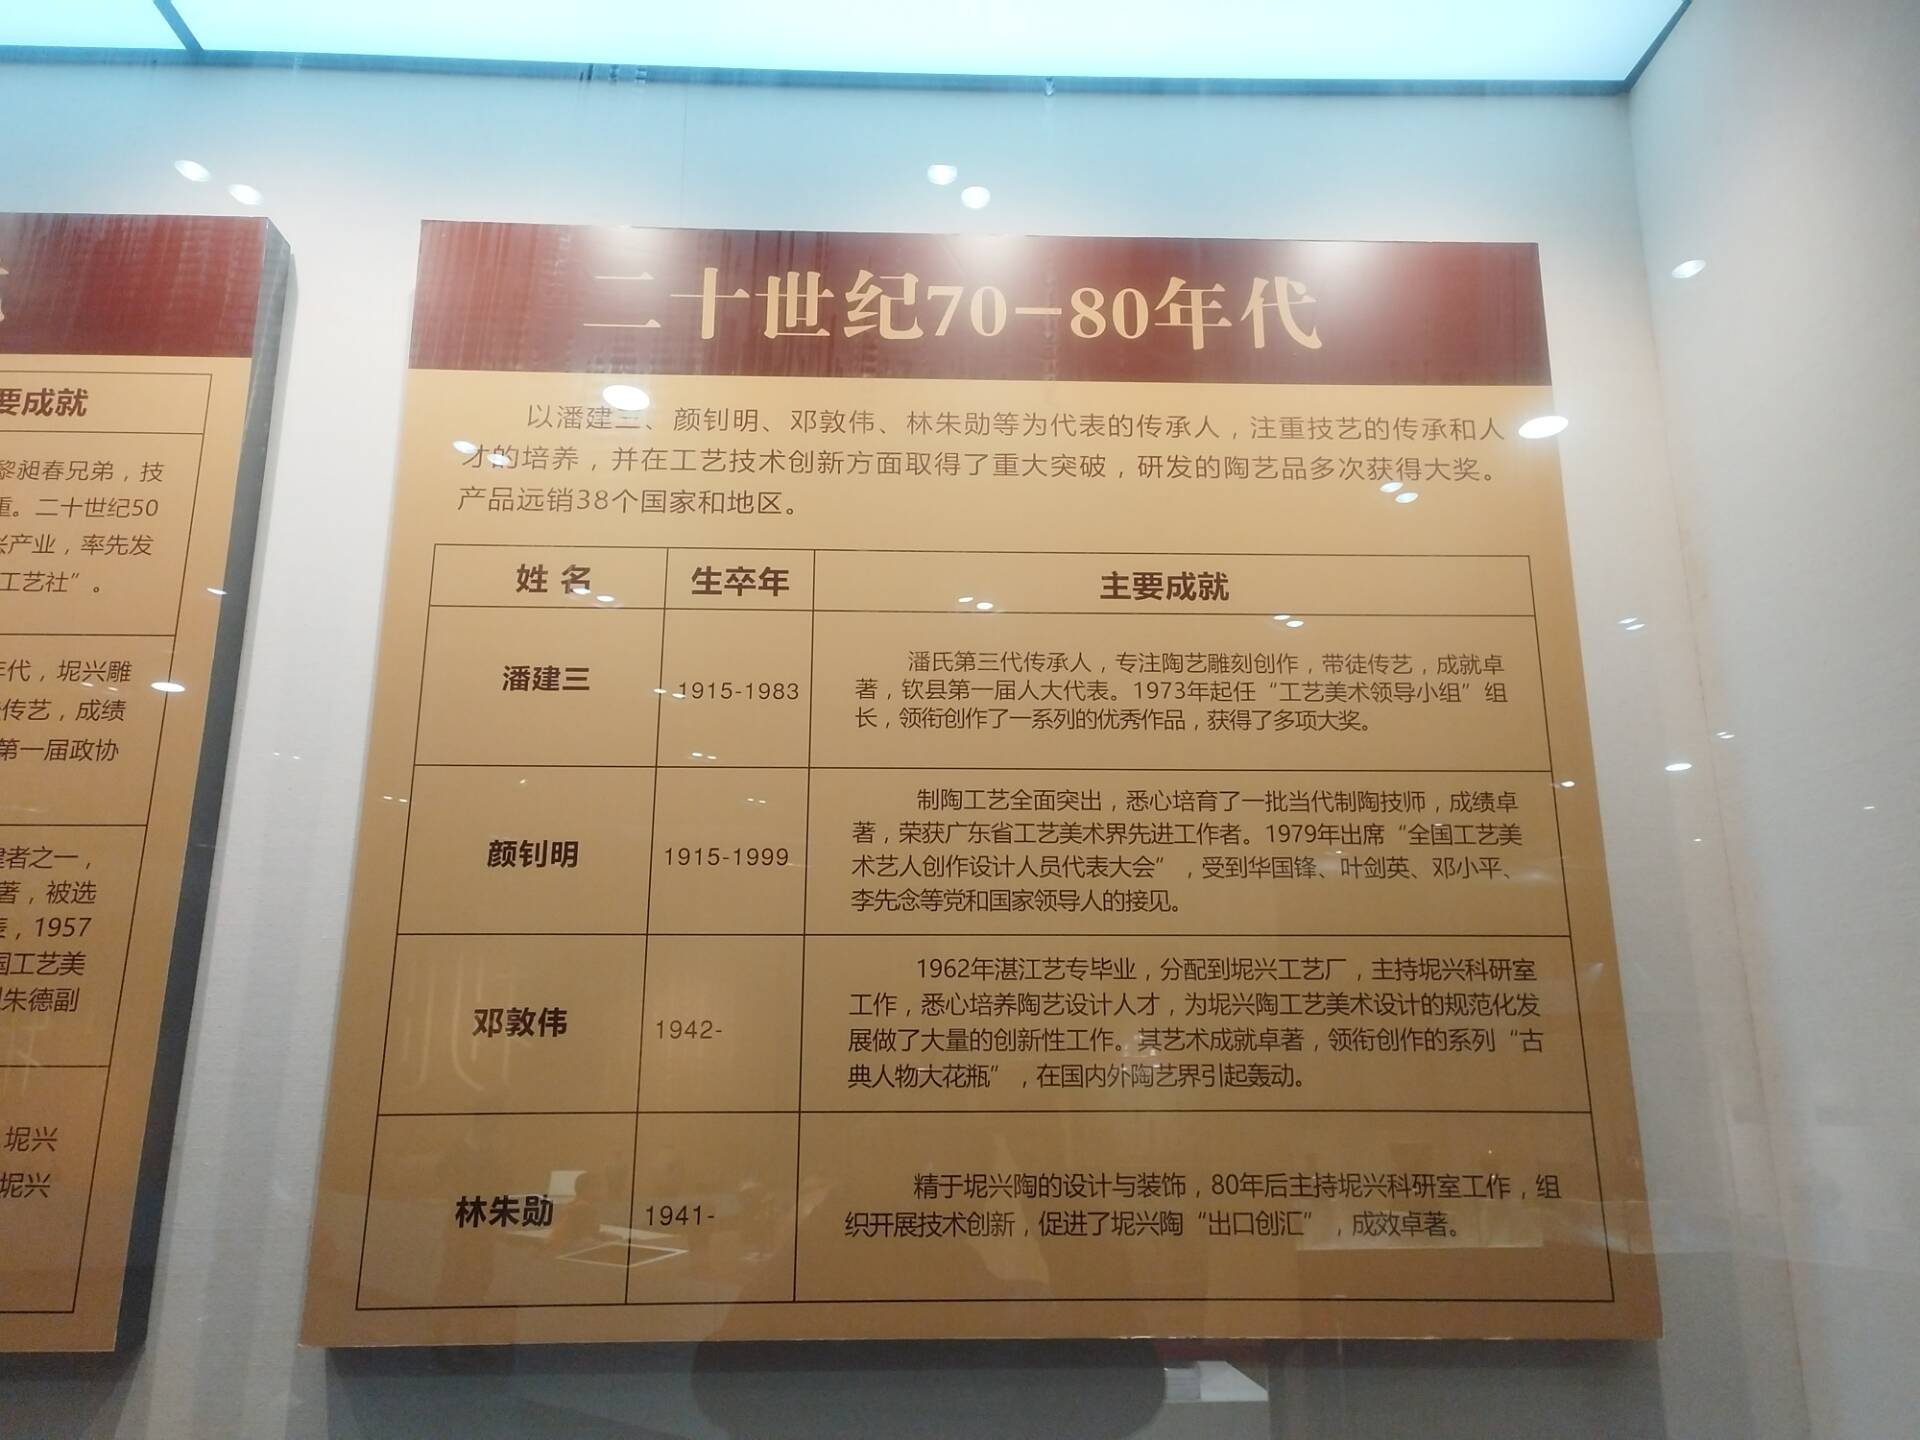 要成就
黎昶春兄弟，技
重。二十世纪50
兴产业，率先发
工艺社”。
年代，坭兴雕
传艺，成绩
第一届政协
建者之一，
著，被选
表，1957
国工艺美
朱德副
坭兴
坭兴
二十世纪70-80年代
以潘建三、颜钊明、邓敦伟、林朱勋等为代表的传承人，注重技艺的传承和人
才的培养，并在工艺技术创新方面取得了重大突破，研发的陶艺品多次获得大奖。
产品远销38个国家和地区。
姓 名 生卒年 主要成就
潘建三 1915-1983
潘氏第三代传承人，专注陶艺雕刻创作，带徒传艺，成就卓
著，钦县第一届人大代表。1973年起任“工艺美术领导小组”组
长，领衔创作了一系列的优秀作品，获得了多项大奖。
颜钊明 1915-1999
制陶工艺全面突出，悉心培育了一批当代制陶技师，成绩卓
著，荣获广东省工艺美术界先进工作者。1979年出席“全国工艺美
术艺人创作设计人员代表大会”，受到华国锋、叶剑英、邓小平、
李先念等党和国家领导人的接见。
邓敦伟 1942-
1962年湛江艺专毕业，分配到坭兴工艺厂，主持坭兴科研室
工作，悉心培养陶艺设计人才，为坭兴陶工艺美术设计的规范化发
展做了大量的创新性工作。其艺术成就卓著，领衔创作的系列“古
典人物大花瓶”，在国内外陶艺界引起轰动。
林朱勋 1941-
精于坭兴陶的设计与装饰，80年后主持坭兴科研室工作，组
织开展技术创新，促进了坭兴陶“出口创汇”，成效卓著。